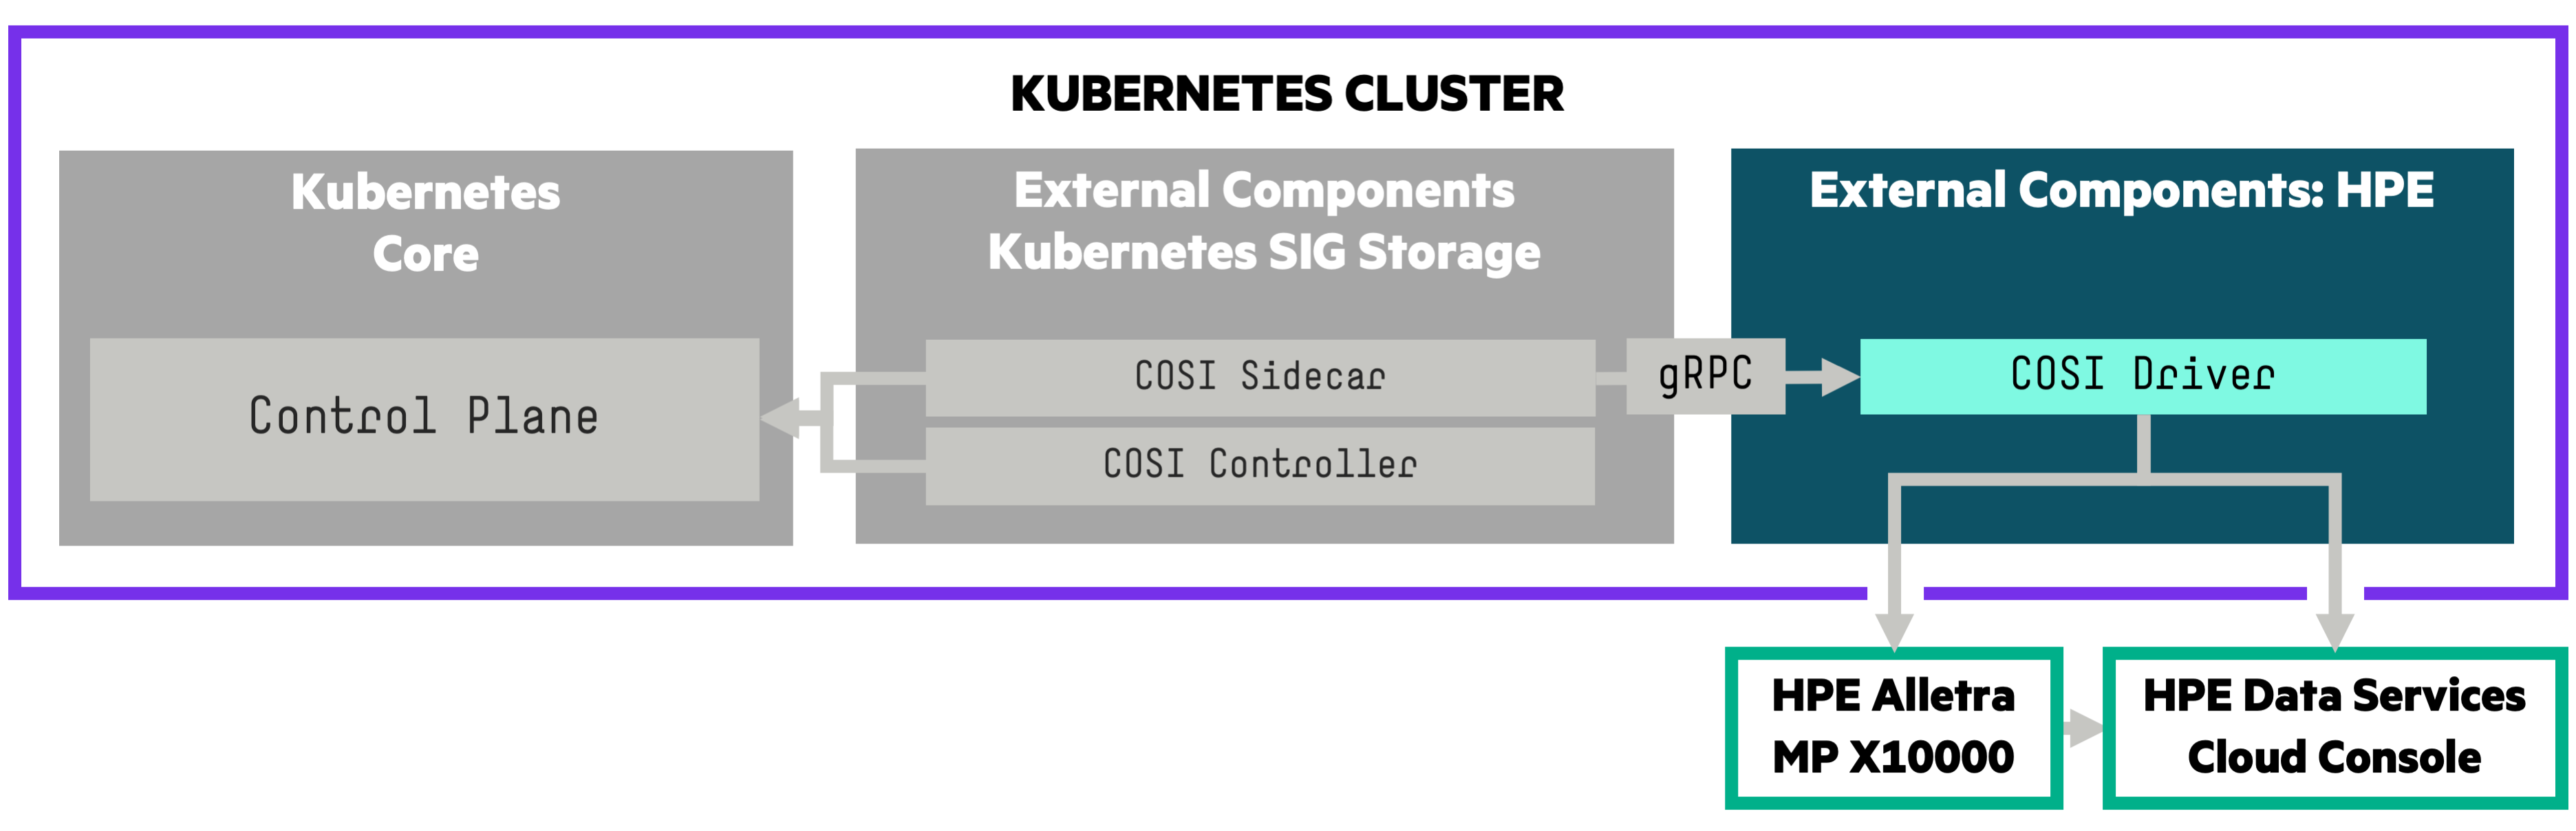 KUBERNETES CLUSTER
Kubernetes
Core
Control Plane
External Components
Kubernetes SIG Storage
COSI Sidecar
COSI Controller
gRPC
External Components: HPE
COSI Driver
HPE Alletra
MP X10000
HPE Data Services
Cloud Console